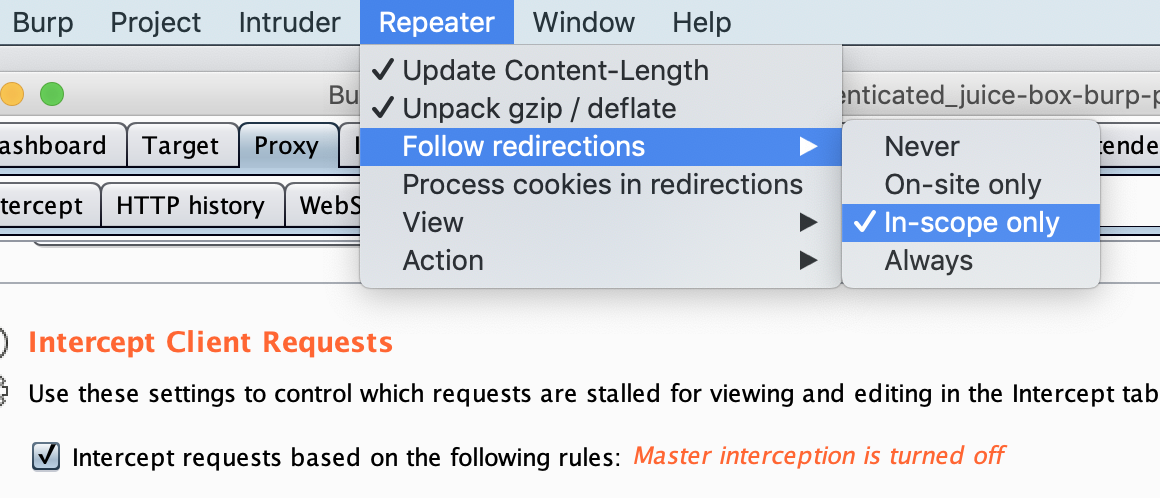 Burp Project Intruder Repeater Window Help
✓ Update Content-Length
Bu
enticated_juice-box-burp-p
✓ Unpack gzip / deflate
Follow redirections
Process cookies in redirections
View
Action
Never
On-site only
✓ In-scope only
Always
ashboard Target Proxy I
tende
tercept HTTP history WebS
Intercept Client Requests
Use these settings to control which requests are stalled for viewing and editing in the Intercept tab
Intercept requests based on the following rules: Master interception is turned off